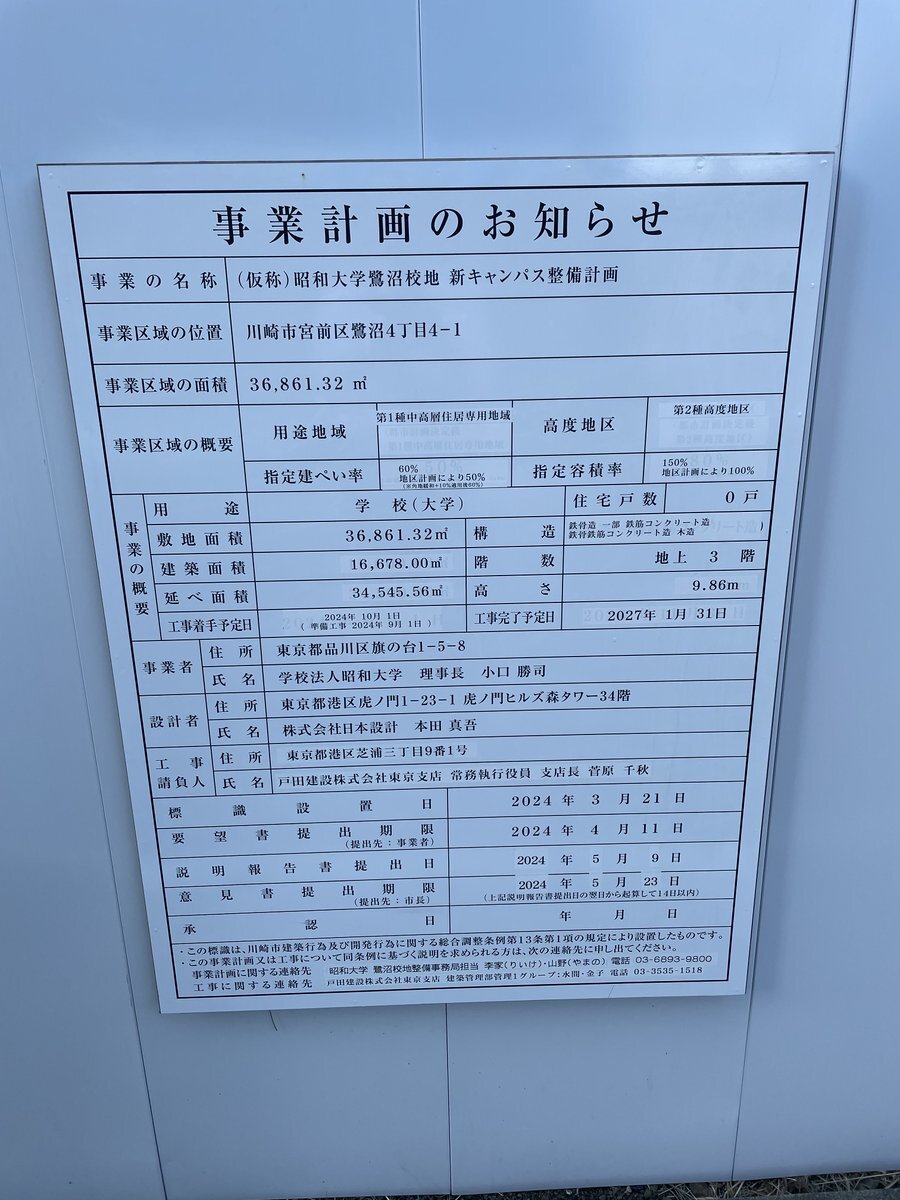 事業計画のお知らせ
事業の名称 (仮称)昭和大学鷺沼校地 新キャンパス整備計画
事業区域の位置 川崎市宮前区鷺沼4丁目4−1
事業区域の面積 36,861.32 ㎡
事業区域の概要 用途地域 第1種中高層住居専用地域 高度地区 第2種高度地区
指定建ぺい率 60% 地区計画により50% (※角地緩和+10%適用後60%) 指定容積率 150% 地区計画により100%
事業の概要 用途 学校(大学) 住宅戸数 0戸
敷地面積 36,861.32㎡ 構造 鉄骨造 一部 鉄筋コンクリート造 鉄骨鉄筋コンクリート造 木造 )
建築面積 16,678.00㎡ 階数 地上 3 階
延べ面積 34,545.56㎡ 高さ 9.86m
工事着手予定日 2024年 10月 1日 ( 準備工事 2024年 9月 1日 ) 工事完了予定日 2027年 1月 31日
事業者 住所 東京都品川区旗の台1−5−8
氏名 学校法人昭和大学 理事長 小口 勝司
設計者 住所 東京都港区虎ノ門1−23−1 虎ノ門ヒルズ森タワー34階
氏名 株式会社日本設計 本田 真吾
工事請負人 住所 東京都港区芝浦三丁目9番1号
氏名 戸田建設株式会社東京支店 常務執行役員 支店長 菅原 千秋
標識設置日 2024 年 3 月 21 日
要望書提出期限 (提出先：事業者) 2024 年 4 月 11 日
説明報告書提出日 2024 年 5 月 9 日
意見書提出期限 (提出先：市長) 2024 年 5 月 23 日
(上記説明報告書提出日の翌日から起算して14日以内)
承認日 年 月 日
・この標識は、川崎市建築行為及び開発行為に関する総合調整条例第13条第1項の規定により設置したものです。
・この事業計画又は工事について同条例に基づく説明を求められる方は、次の連絡先に申し出てください。
事業計画に関する連絡先 昭和大学 鷺沼校地整備事務局担当 李家(りいけ)・山野(やまの) 電話 03-6893-9800
工事に関する連絡先 戸田建設株式会社東京支店 建築管理部管理1グループ：水間・金子 電話 03-3535-1518